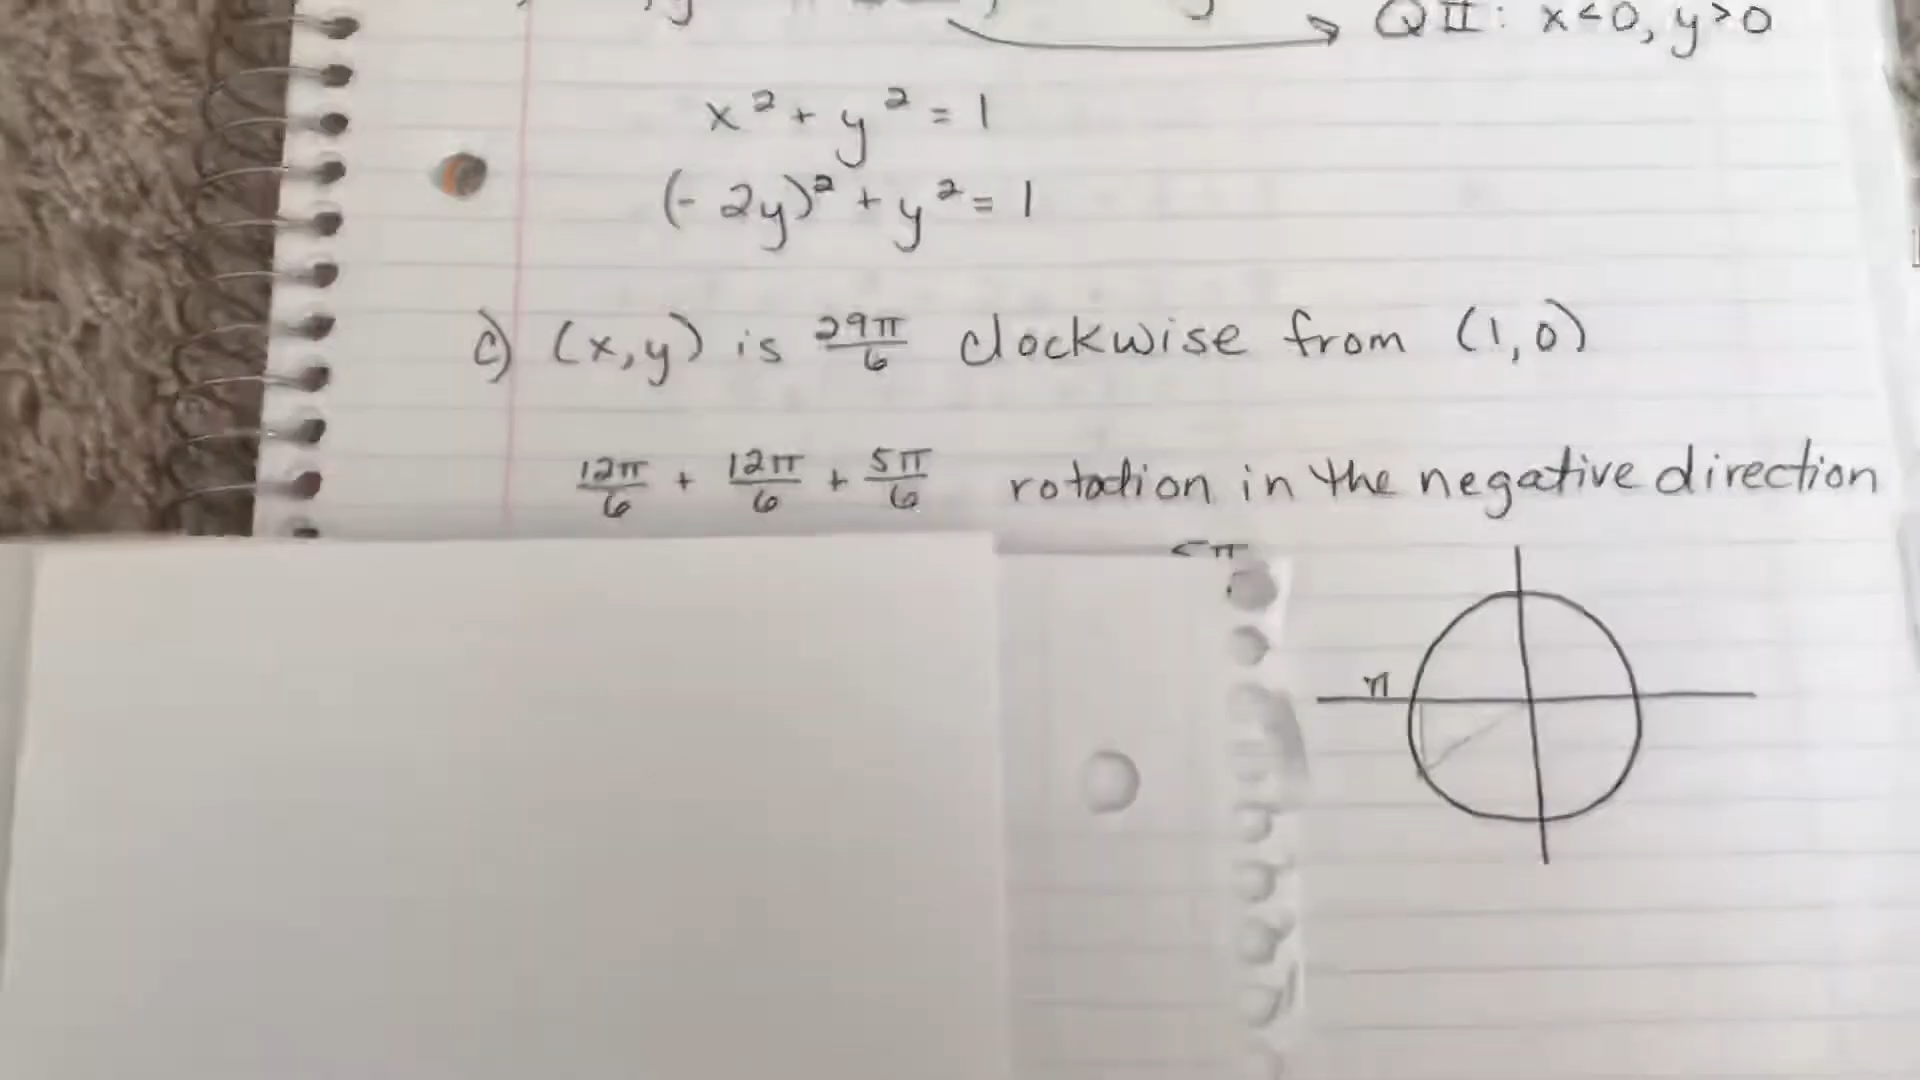 QII: x<0, y>0
x² + y² = 1
(-2y)² + y² = 1
c) (x,y) is 29π/6 clockwise from (1,0)
12π/6 + 12π/6 + 5π/6 rotation in the negative direction
π